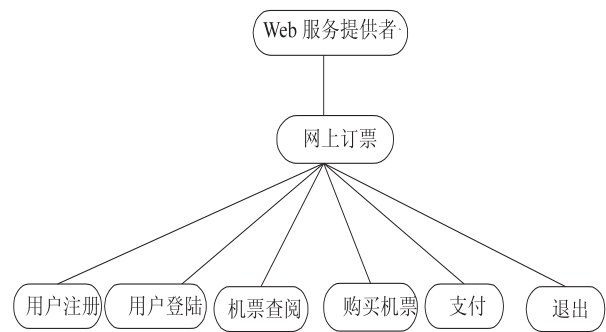 Web 服务提供者
网上订票
用户注册
用户登陆
机票查阅
购买机票
支付
退出